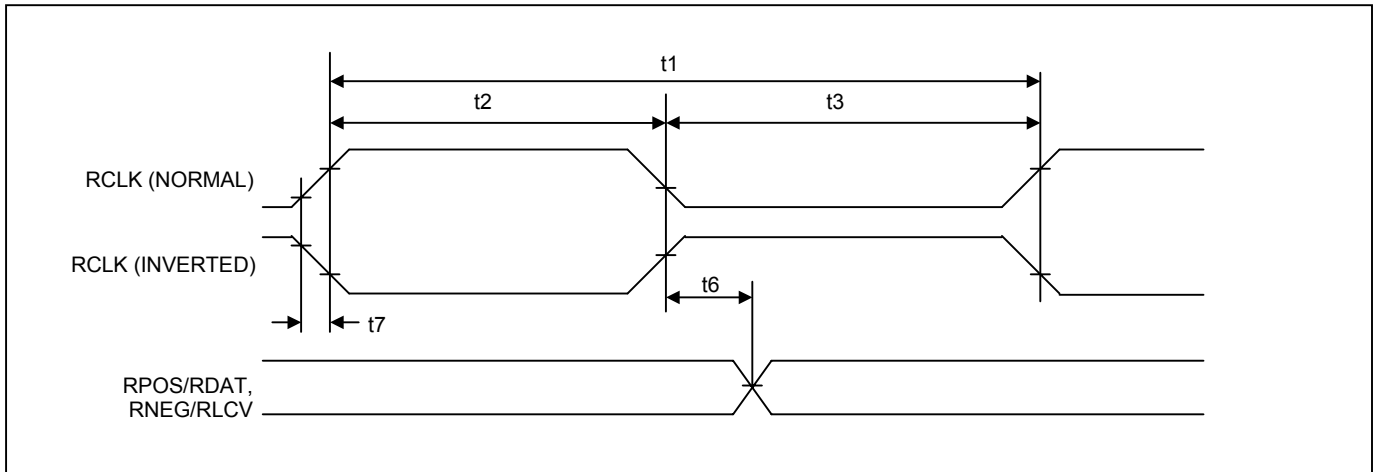 t1
t2
t3
RCLK (NORMAL)
RCLK (INVERTED)
t6
t7
RPOS/RDAT,
RNEG/RLCV